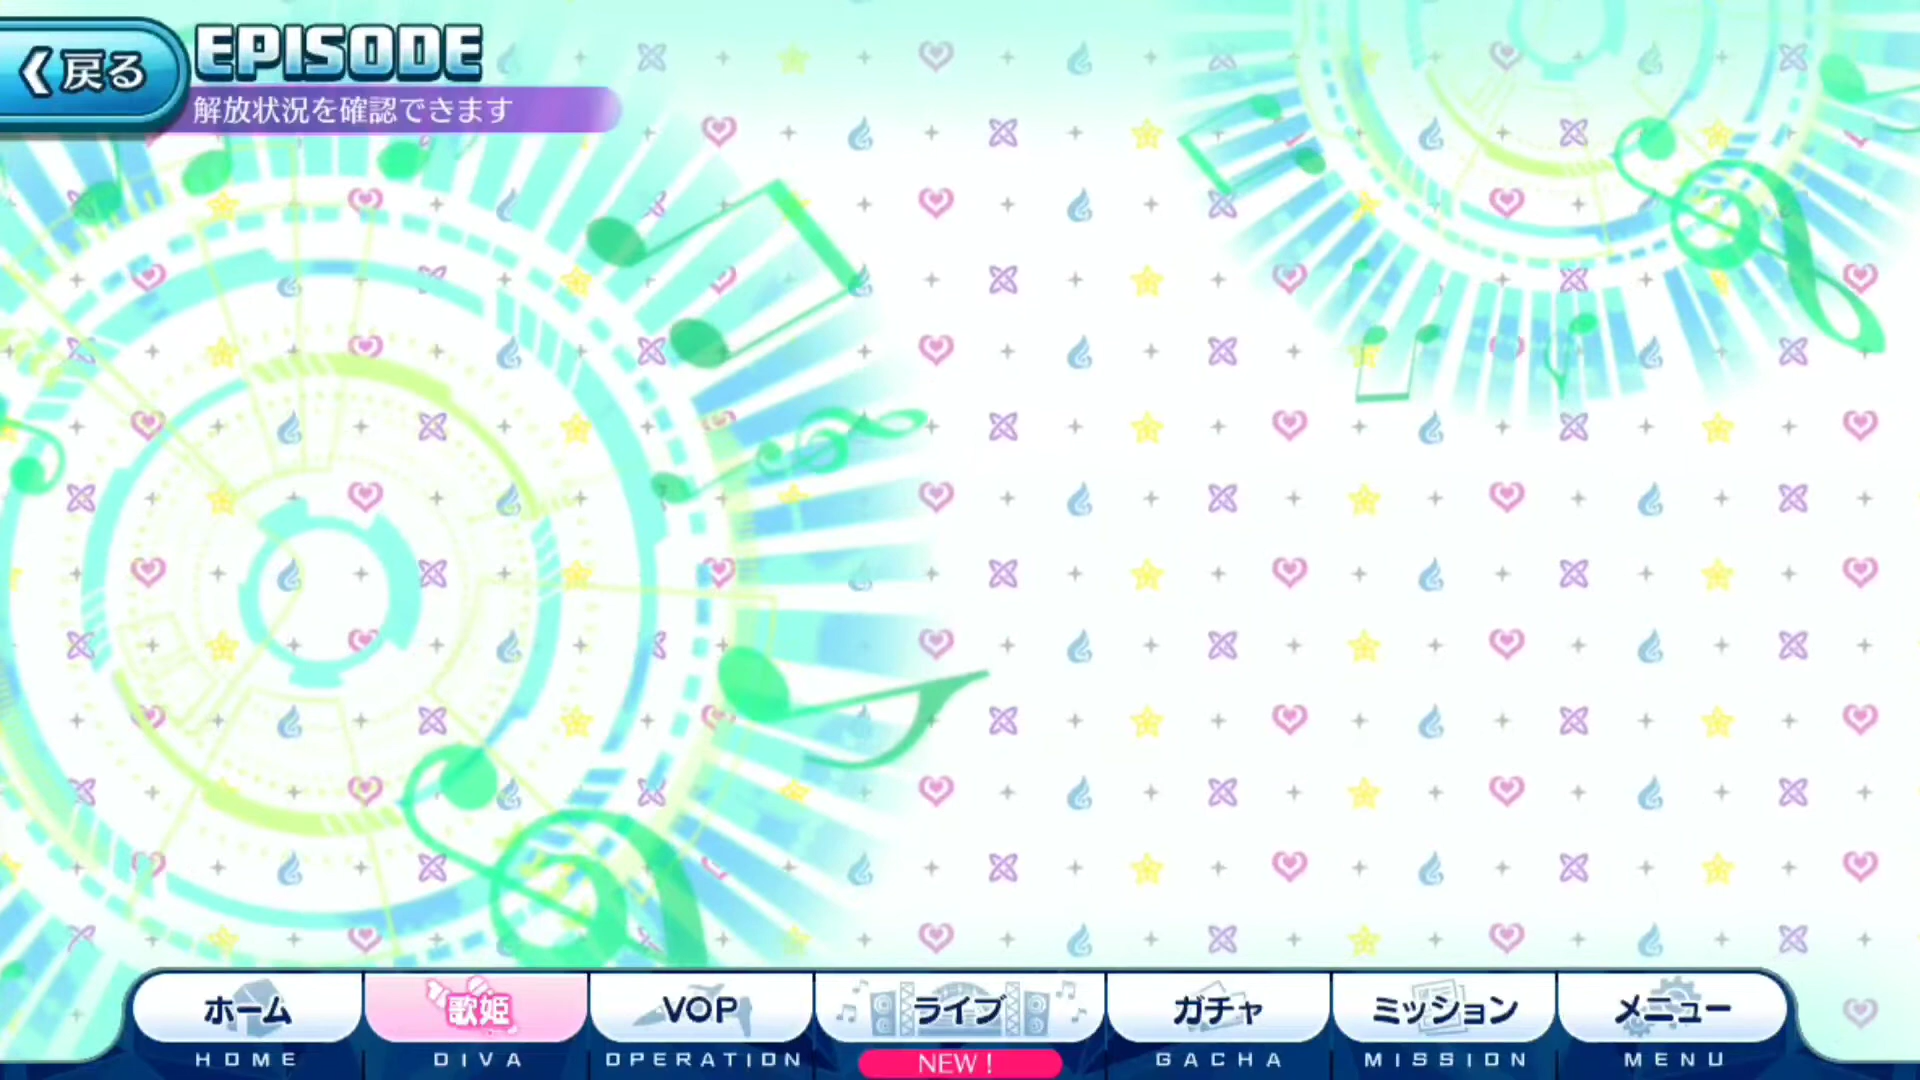 戻る
EPISODE
解放状況を確認できます
ホーム
HOME
歌姫
DIVA
VOP
OPERATION
ライブ
NEW!
ガチャ
GACHA
ミッション
MISSION
メニュー
MENU